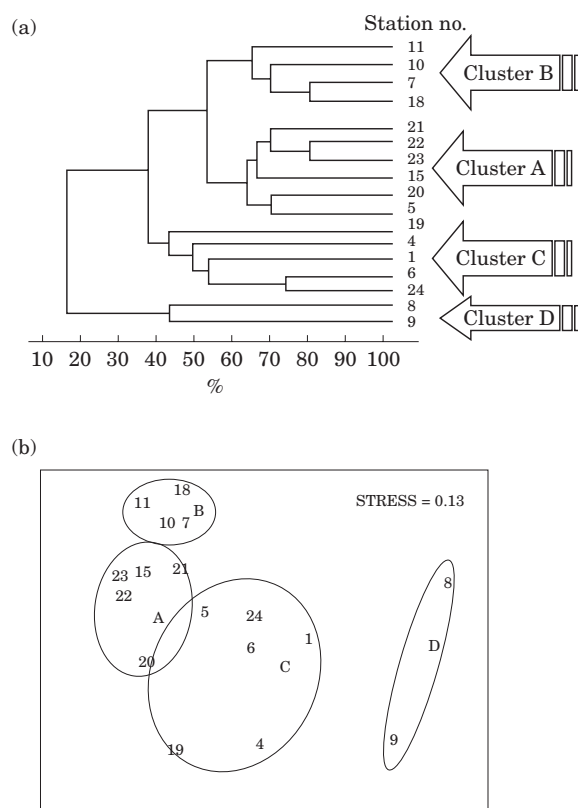 (a)
Station no.
11
10
7
18
Cluster B
21
22
23
15
20
5
Cluster A
19
4
1
6
24
Cluster C
8
9
Cluster D
10 20 30 40 50 60 70 80 90 100
%
(b)
STRESS = 0.13
18
11
B
10 7
23 15 21
22
A
5
24
20
6
1
C
19
4
8
D
9